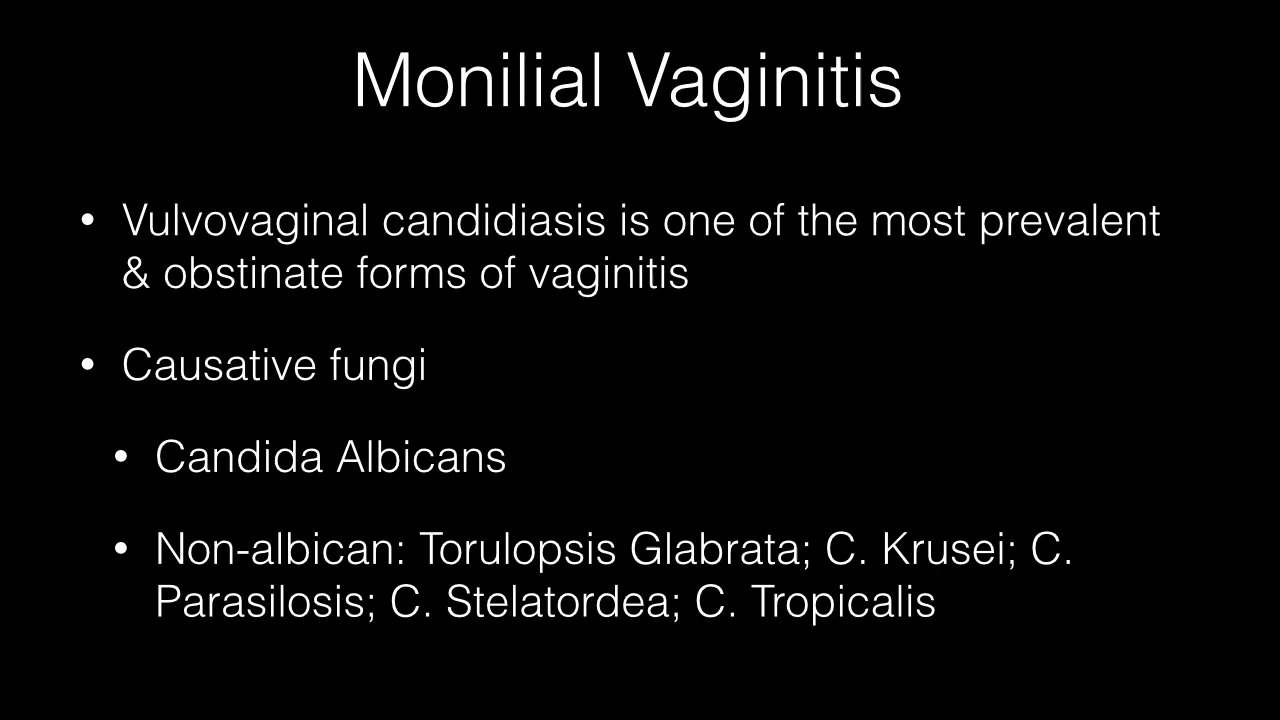 Monilial Vaginitis
• Vulvovaginal candidiasis is one of the most prevalent
& obstinate forms of vaginitis
• Causative fungi
• Candida Albicans
• Non-albican: Torulopsis Glabrata; C. Krusei; C.
Parasilosis; C. Stelatordea; C. Tropicalis